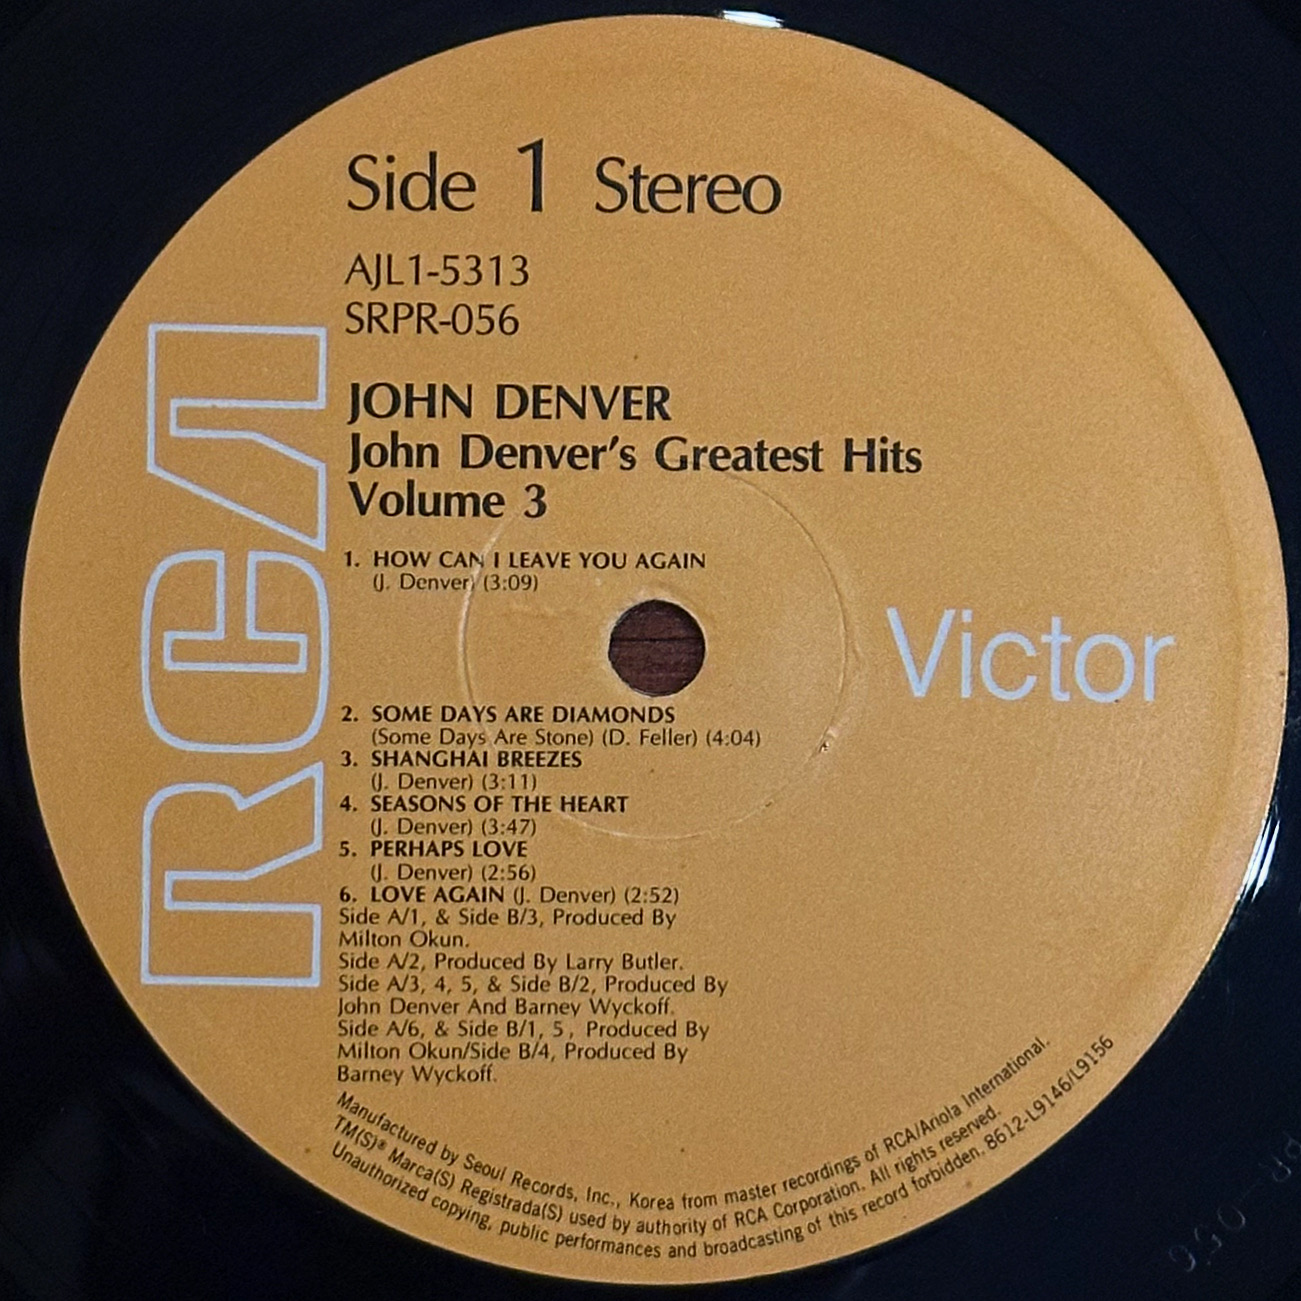 Side 1 Stereo
AJL1-5313
SRPR-056
JOHN DENVER
John Denver's Greatest Hits
Volume 3
1. HOW CAN I LEAVE YOU AGAIN
(J. Denver) (3:09)
RCA
Victor
2. SOME DAYS ARE DIAMONDS
(Some Days Are Stone) (D. Feller) (4:04)
3. SHANGHAI BREEZES
(J. Denver) (3:11)
4. SEASONS OF THE HEART
(J. Denver) (3:47)
5. PERHAPS LOVE
(J. Denver) (2:56)
6. LOVE AGAIN (J. Denver) (2:52)
Side A/1, & Side B/3, Produced By
Milton Okun.
Side A/2, Produced By Larry Butler.
Side A/3, 4, 5, & Side B/2, Produced By
John Denver And Barney Wyckoff.
Side A/6, & Side B/1, 5, Produced By
Milton Okun/Side B/4, Produced By
Barney Wyckoff.
Manufactured by Seoul Records, Inc., Korea from master recordings of RCA/Ariola International.
TM(S)® Marca(S) Registrada(S) used by authority of RCA Corporation. All rights reserved.
Unauthorized copying, public performances and broadcasting of this record forbidden. 8612-L9146/L9156